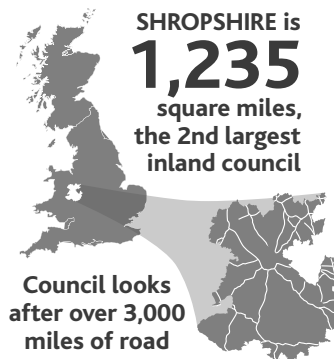 SHROPSHIRE is
1,235
square miles,
the 2nd largest
inland council
Council looks
after over 3,000
miles of road